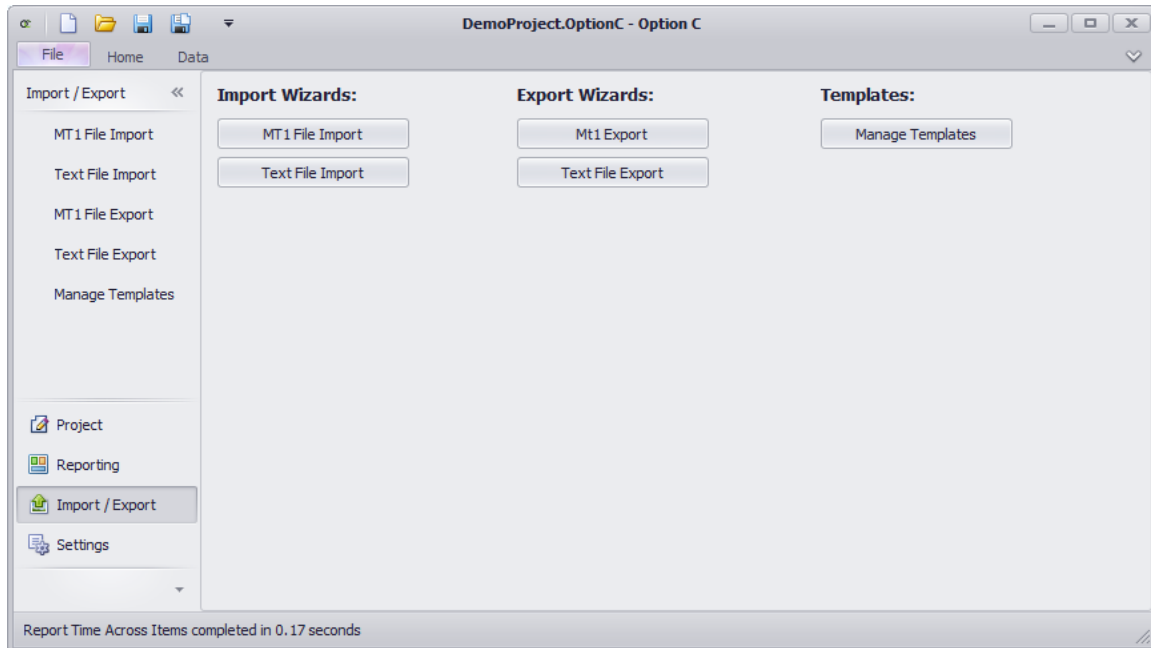 DemoProject.OptionC - Option C
File Home Data
Import / Export
MT1 File Import
Text File Import
MT1 File Export
Text File Export
Manage Templates
Project
Reporting
Import / Export
Settings
Import Wizards:
MT1 File Import
Text File Import
Export Wizards:
Mt1 Export
Text File Export
Templates:
Manage Templates
Report Time Across Items completed in 0.17 seconds